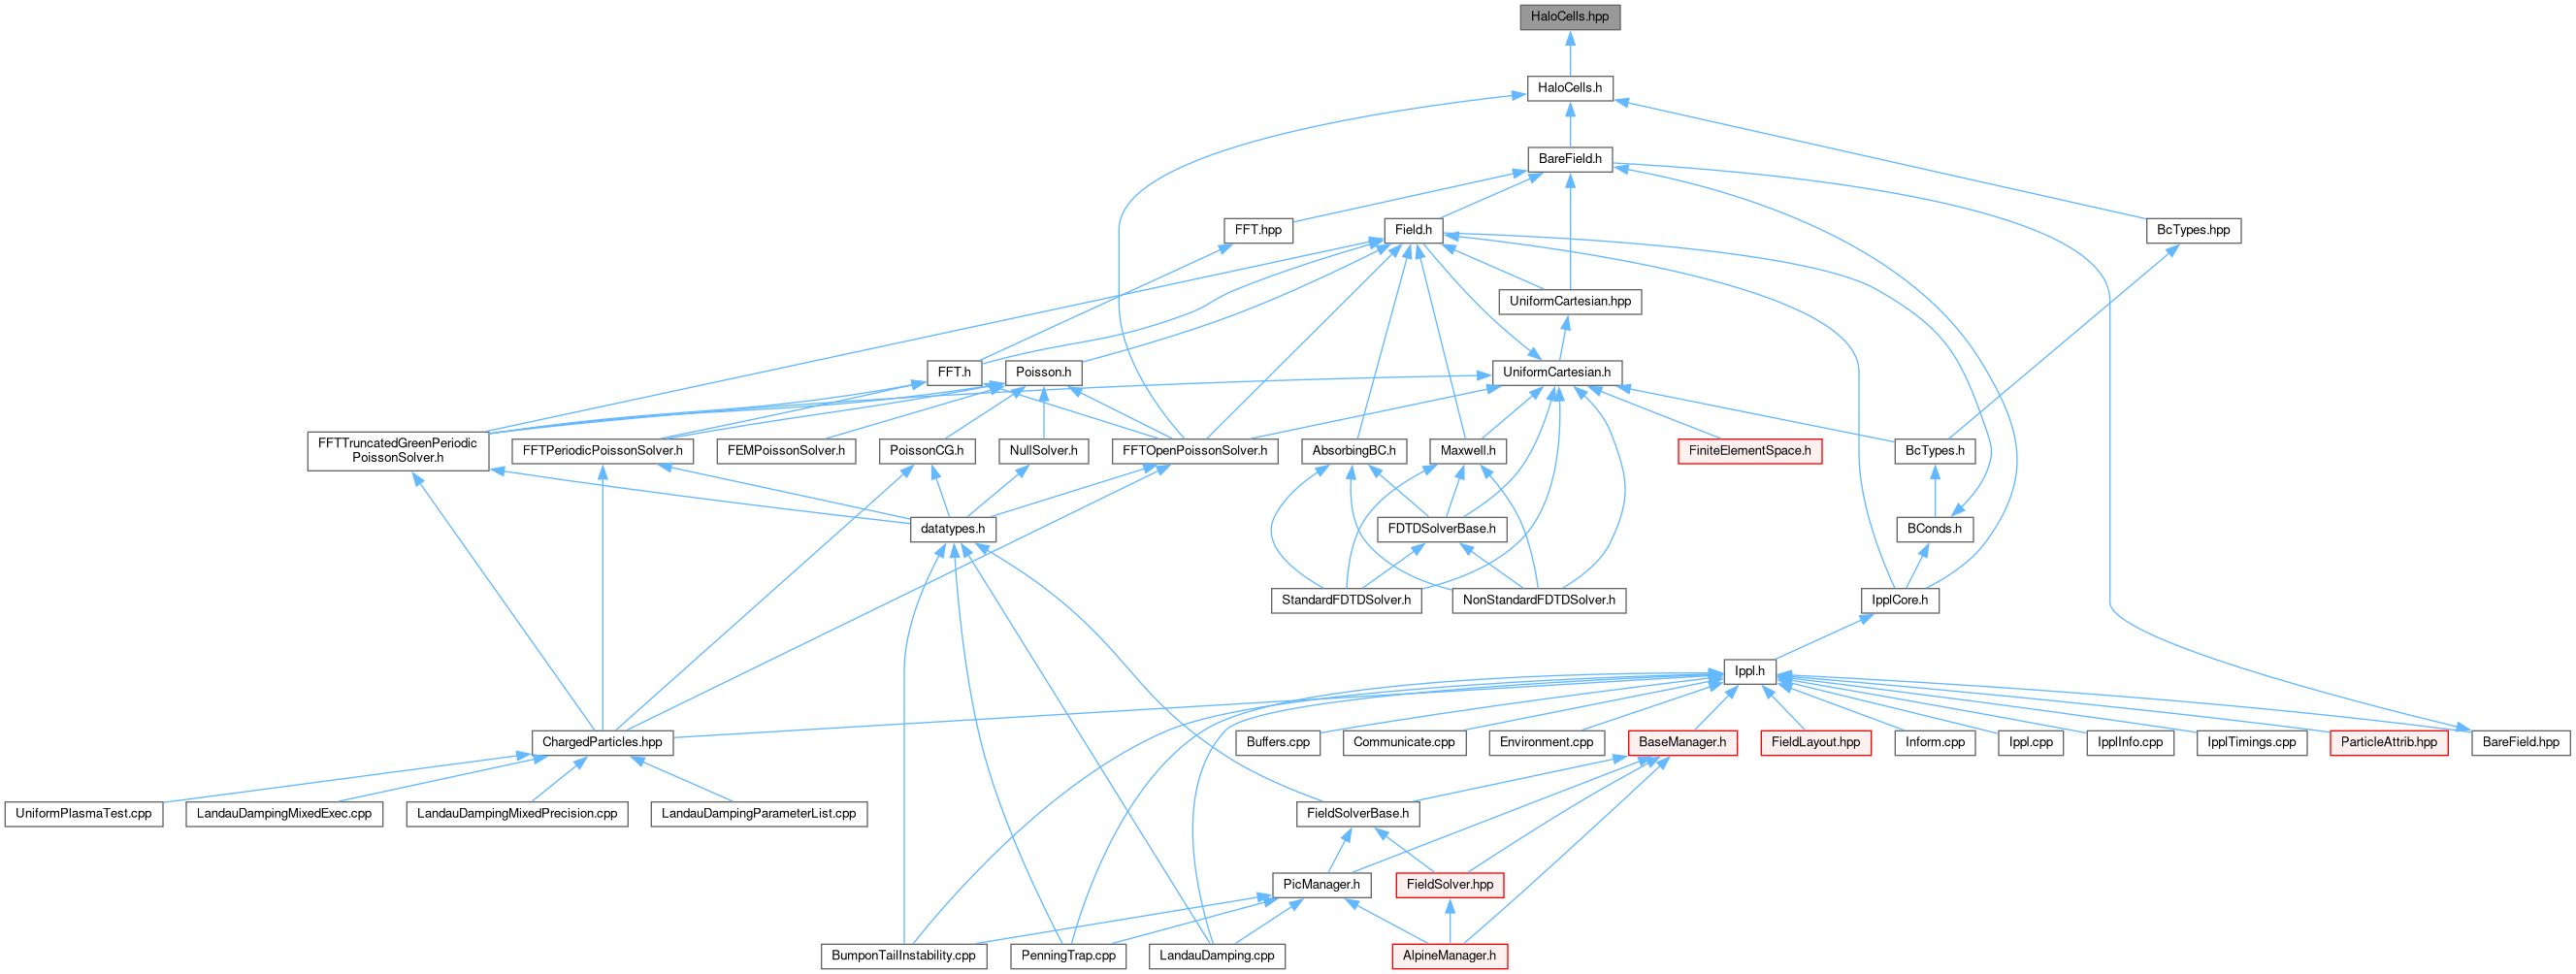 HaloCells.hpp
HaloCells.h
BareField.h
FFT.hpp
Field.h
BcTypes.hpp
UniformCartesian.hpp
FFT.h
Poisson.h
UniformCartesian.h
FFTTruncatedGreenPeriodic
PoissonSolver.h
FFTPeriodicPoissonSolver.h
FEMPoissonSolver.h
PoissonCG.h
NullSolver.h
FFTOpenPoissonSolver.h
AbsorbingBC.h
Maxwell.h
FiniteElementSpace.h
BcTypes.h
datatypes.h
FDTDSolverBase.h
BConds.h
StandardFDTDSolver.h
NonStandardFDTDSolver.h
IpplCore.h
Ippl.h
ChargedParticles.hpp
Buffers.cpp
Communicate.cpp
Environment.cpp
BaseManager.h
FieldLayout.hpp
Inform.cpp
Ippl.cpp
IpplInfo.cpp
IpplTimings.cpp
ParticleAttrib.hpp
BareField.hpp
UniformPlasmaTest.cpp
LandauDampingMixedExec.cpp
LandauDampingMixedPrecision.cpp
LandauDampingParameterList.cpp
FieldSolverBase.h
PicManager.h
FieldSolver.hpp
BumponTailInstability.cpp
PenningTrap.cpp
LandauDamping.cpp
AlpineManager.h